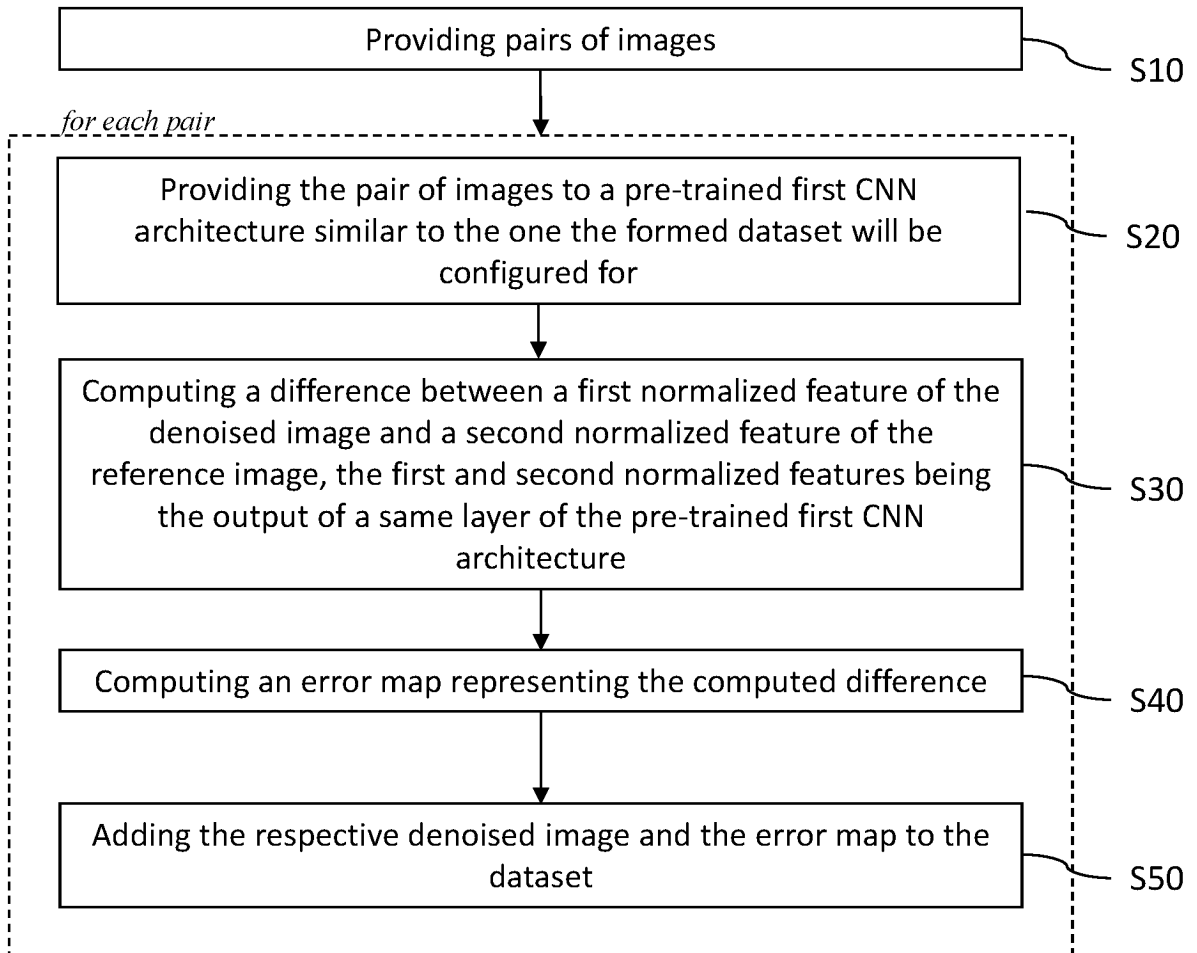 Providing pairs of images
S10
for each pair
Providing the pair of images to a pre-trained first CNN
architecture similar to the one the formed dataset will be
configured for
S20
Computing a difference between a first normalized feature of the
denoised image and a second normalized feature of the
reference image, the first and second normalized features being
the output of a same layer of the pre-trained first CNN
architecture
S30
Computing an error map representing the computed difference
S40
Adding the respective denoised image and the error map to the
dataset
S50